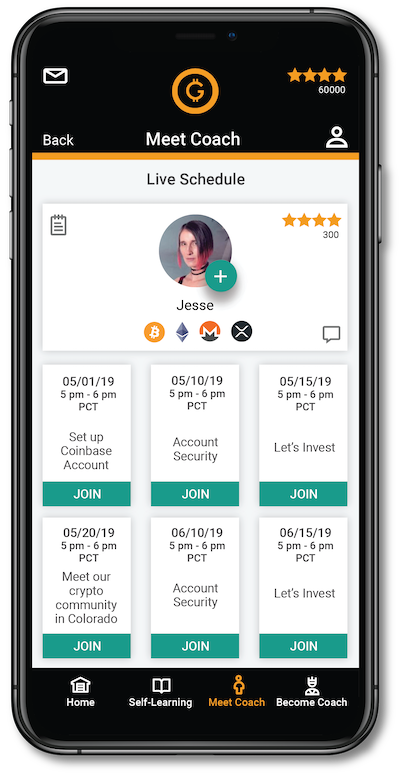 60000
Back
Meet Coach
Live Schedule
300
Jesse
05/01/19
5 pm - 6 pm
PCT
Set up
Coinbase
Account
JOIN
05/10/19
5 pm - 6 pm
PCT
Account
Security
JOIN
05/15/19
5 pm - 6 pm
PCT
Let's Invest
JOIN
05/20/19
5 pm - 6 pm
PCT
Meet our
crypto
community
in Colorado
JOIN
06/10/19
5 pm - 6 pm
PCT
Account
Security
JOIN
06/15/19
5 pm - 6 pm
PCT
Let's Invest
JOIN
Home
Self-Learning
Meet Coach
Become Coach